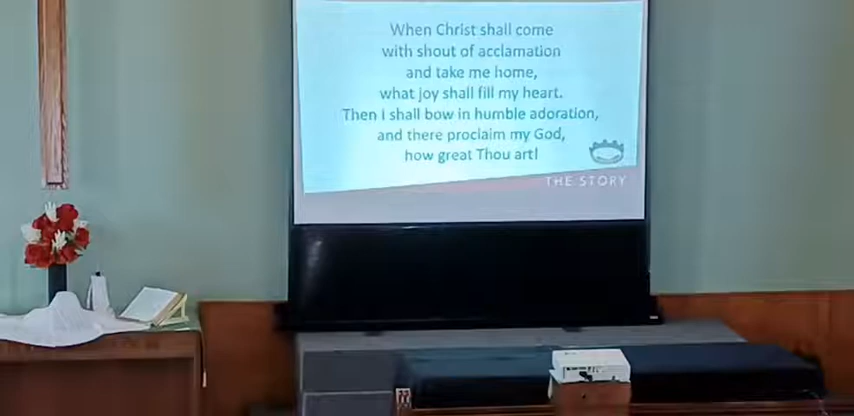 When Christ shall come
with shout of acclamation
and take me home,
what joy shall fill my heart.
Then I shall bow in humble adoration,
and there proclaim my God,
how great Thou art!
THE STORY